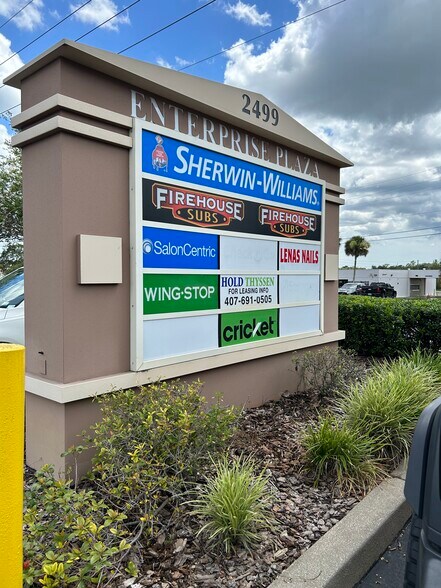 2499
ENTERPRISE PLAZA
SHERWIN-WILLIAMS.
FIREHOUSE SUBS
FIREHOUSE SUBS
SalonCentric
LENAS NAILS
WING·STOP
HOLD THYSSEN
FOR LEASING INFO
407-691-0505
cricket